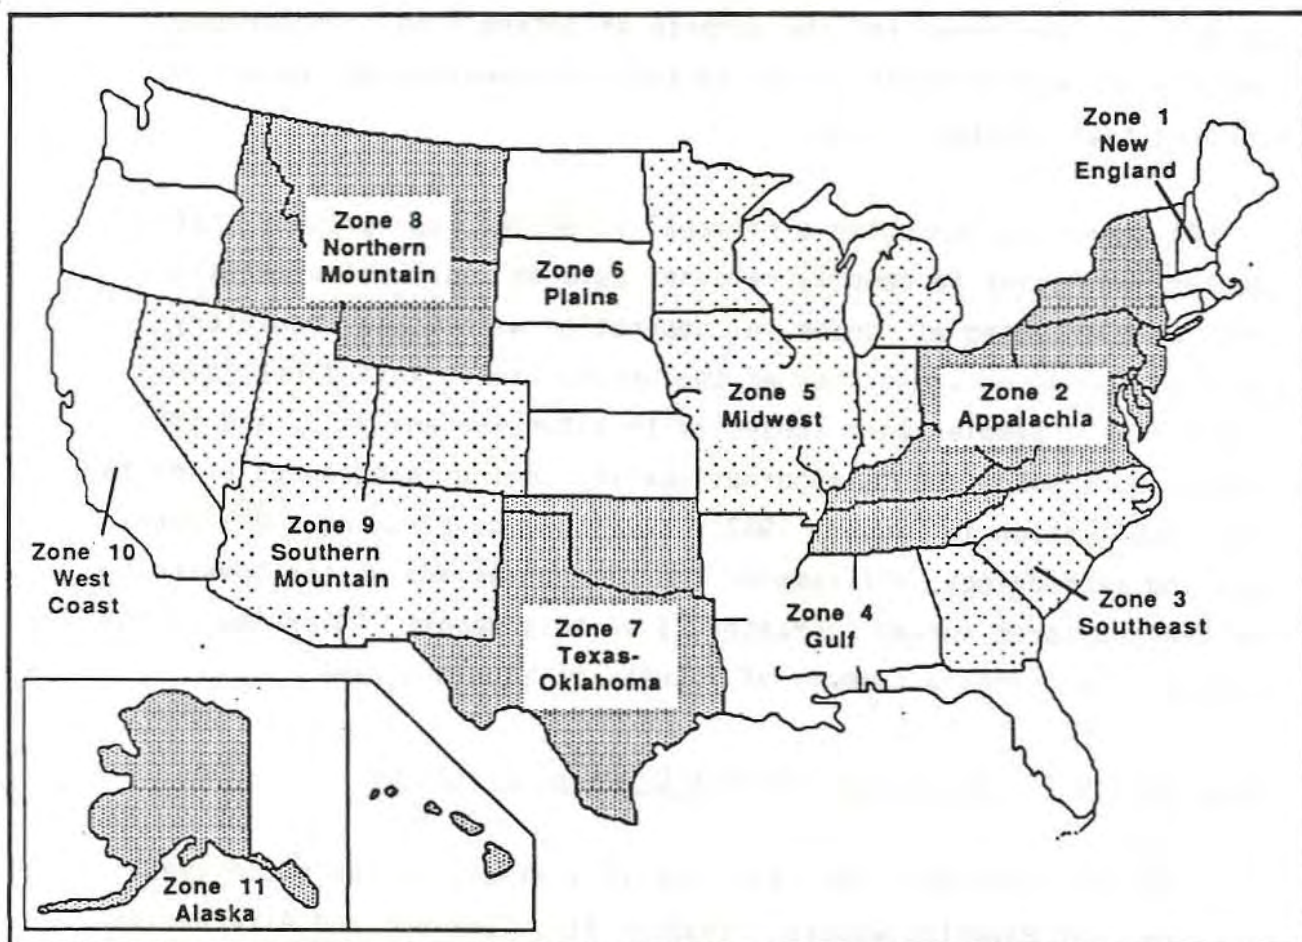 Zone 1
New
England
Zone 8
Northern
Mountain
Zone 6
Plains
Zone 5
Midwest
Zone 2
Appalachia
Zone 10
West
Coast
Zone 9
Southern
Mountain
Zone 7
Texas-
Oklahoma
Zone 4
Gulf
Zone 3
Southeast
Zone 11
Alaska